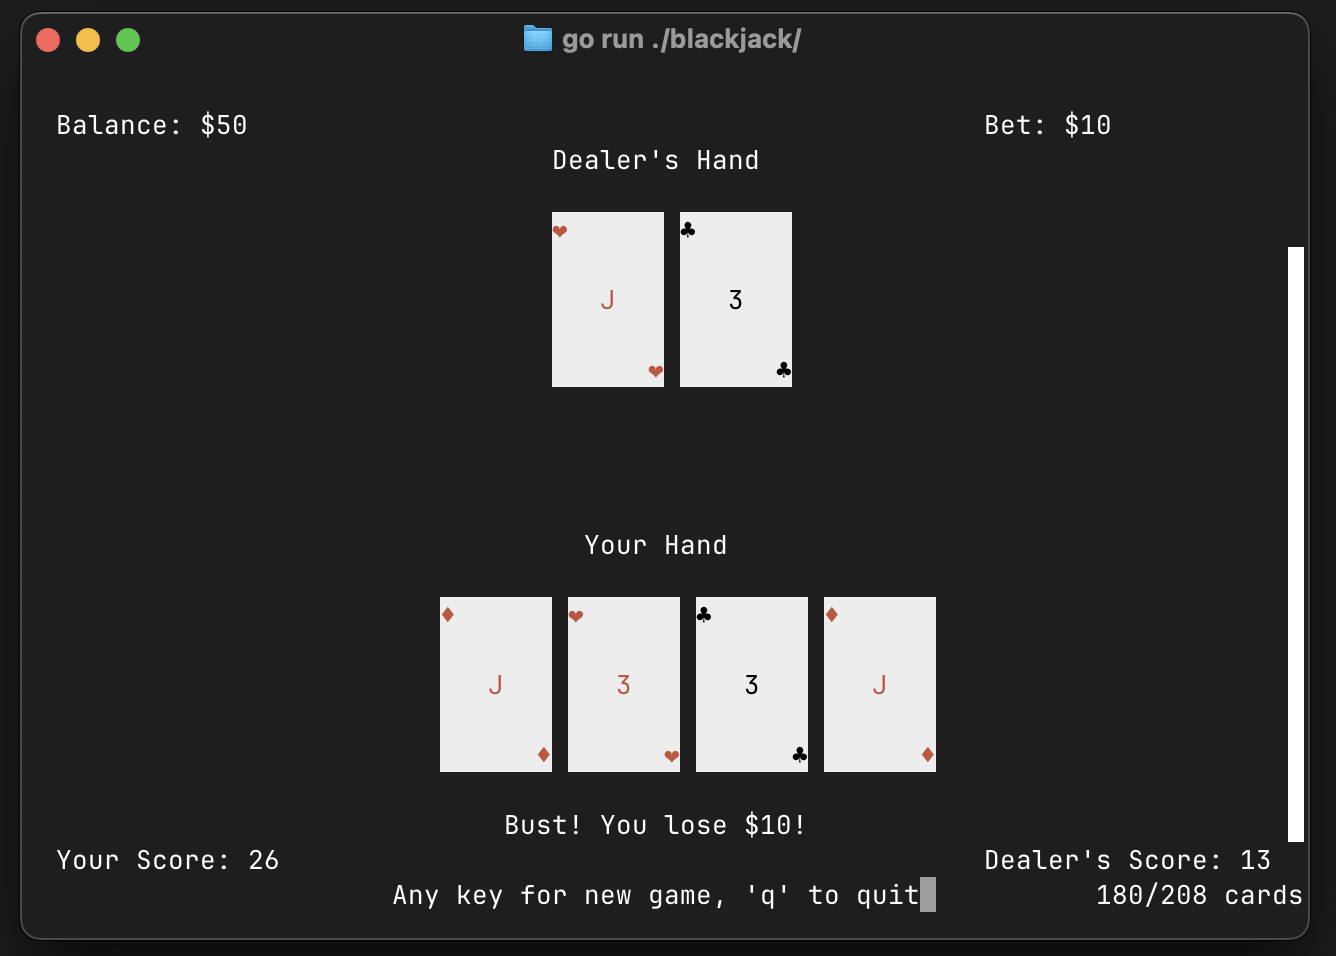 go run ./blackjack/
Balance: $50 Bet: $10
Dealer's Hand
♥ ♣
J 3
♥ ♣
Your Hand
♦ ♥ ♣ ♦
J 3 3 J
♦ ♥ ♣ ♦
Bust! You lose $10!
Your Score: 26 Dealer's Score: 13
Any key for new game, 'q' to quit 180/208 cards